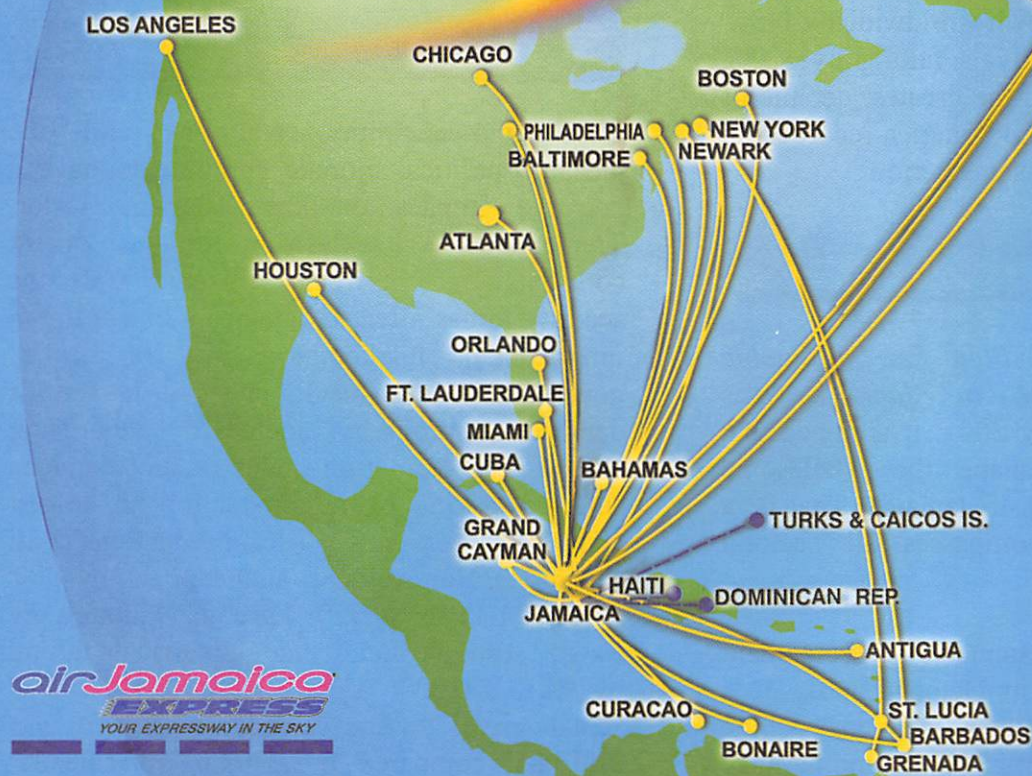 LOS ANGELES
CHICAGO
BOSTON
PHILADELPHIA
NEW YORK
BALTIMORE
NEWARK
ATLANTA
HOUSTON
ORLANDO
FT. LAUDERDALE
MIAMI
CUBA
BAHAMAS
GRAND
CAYMAN
TURKS & CAICOS IS.
HAITI
DOMINICAN REP.
JAMAICA
ANTIGUA
airJamaica
EXPRESS
YOUR EXPRESSWAY IN THE SKY
CURACAO
ST. LUCIA
BARBADOS
BONAIRE
GRENADA